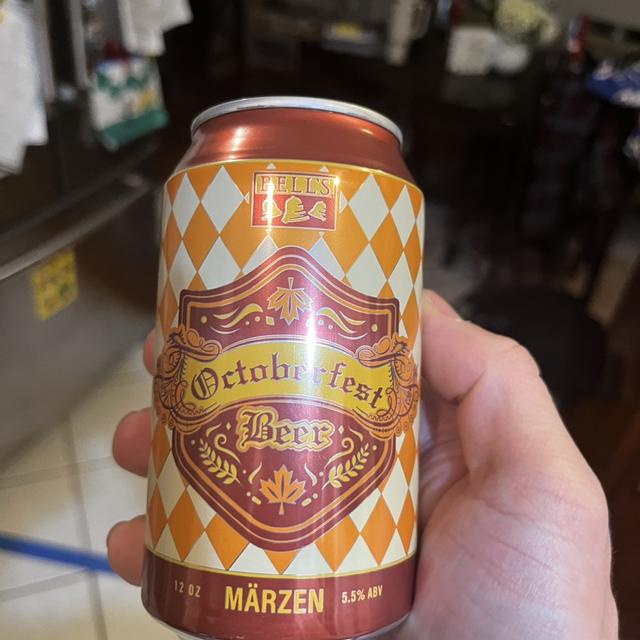 BELL'S
Octoberfest
Beer
12 OZ MÄRZEN 5.5% ABV